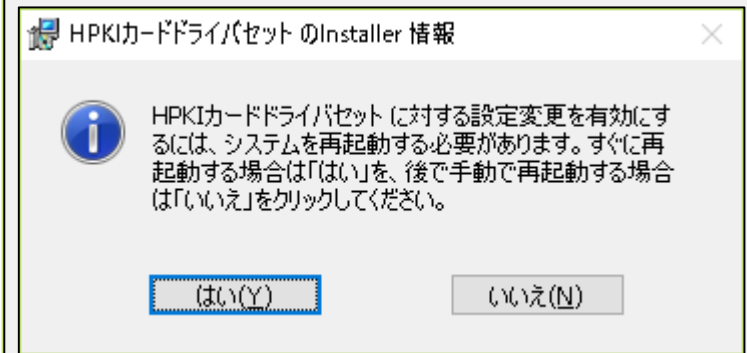 HPKIカードドライバセット のInstaller 情報
HPKIカードドライバセット に対する設定変更を有効にす
るには、システムを再起動する必要があります。すぐに再
起動する場合は「はい」を、後で手動で再起動する場合
は「いいえ」をクリックしてください。
はい(Y)
いいえ(N)